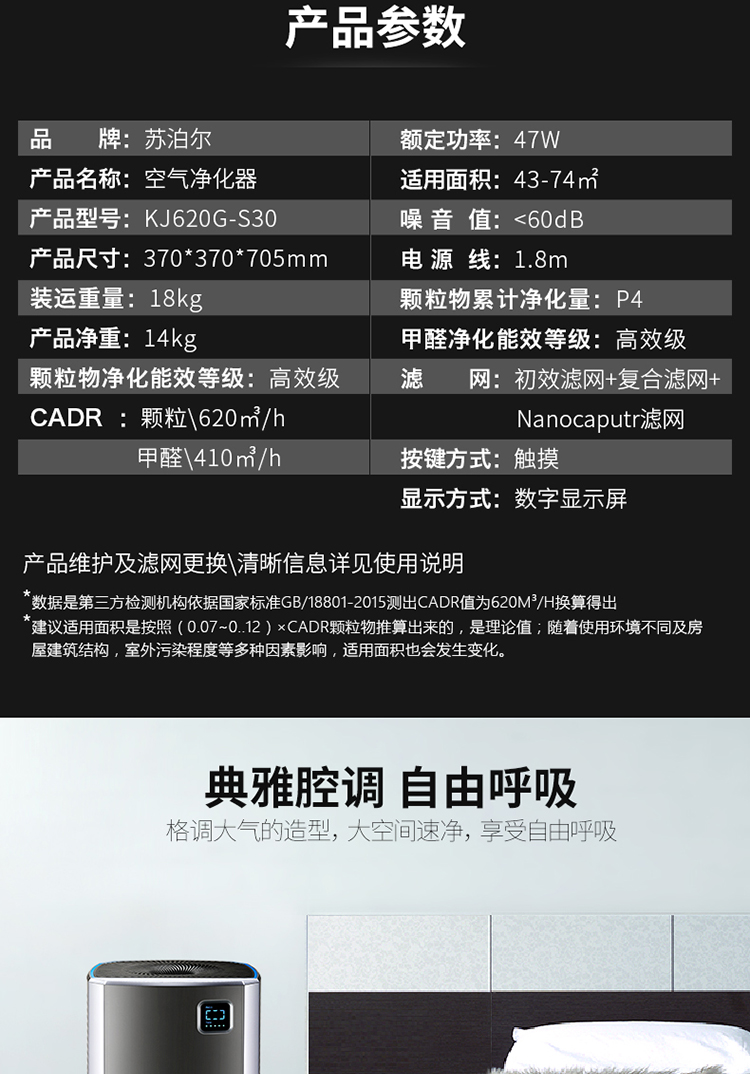 产品参数
品 牌：苏泊尔
额定功率：47W
产品名称：空气净化器
适用面积：43-74㎡
产品型号：KJ620G-S30
噪 音 值：<60dB
产品尺寸：370*370*705mm
电 源 线：1.8m
装运重量：18kg
颗粒物累计净化量：P4
产品净重：14kg
甲醛净化能效等级：高效级
颗粒物净化能效等级：高效级
滤 网：初效滤网+复合滤网+
CADR ：颗粒\620㎥/h
Nanocaputr滤网
甲醛\410㎥/h
按键方式：触摸
显示方式：数字显示屏
产品维护及滤网更换\清晰信息详见使用说明
*数据是第三方检测机构依据国家标准GB/18801-2015测出CADR值为620M³/H换算得出
*建议适用面积是按照（0.07~0..12）×CADR颗粒物推算出来的，是理论值；随着使用环境不同及房
屋建筑结构，室外污染程度等多种因素影响，适用面积也会发生变化。
典雅腔调 自由呼吸
格调大气的造型，大空间速净，享受自由呼吸